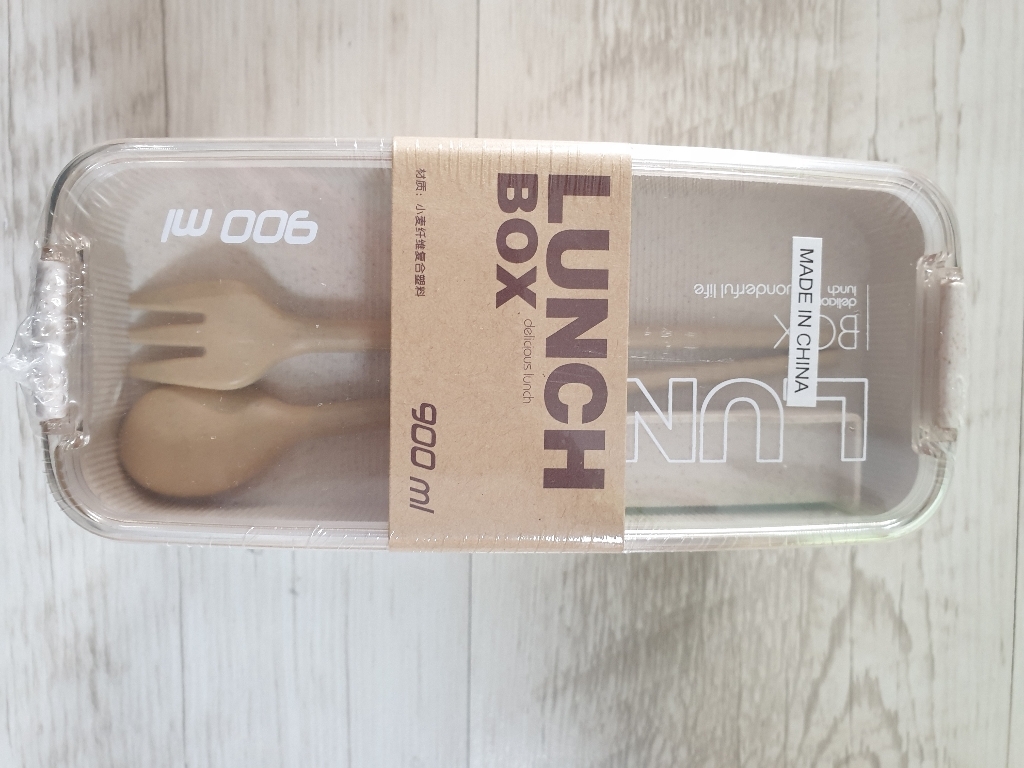 LUNCH
BOX
delicious lunch
材质：小麦纤维复合塑料
900 ml
900 ml
MADE IN CHINA
LUN
BOX
lunch
wonderful life